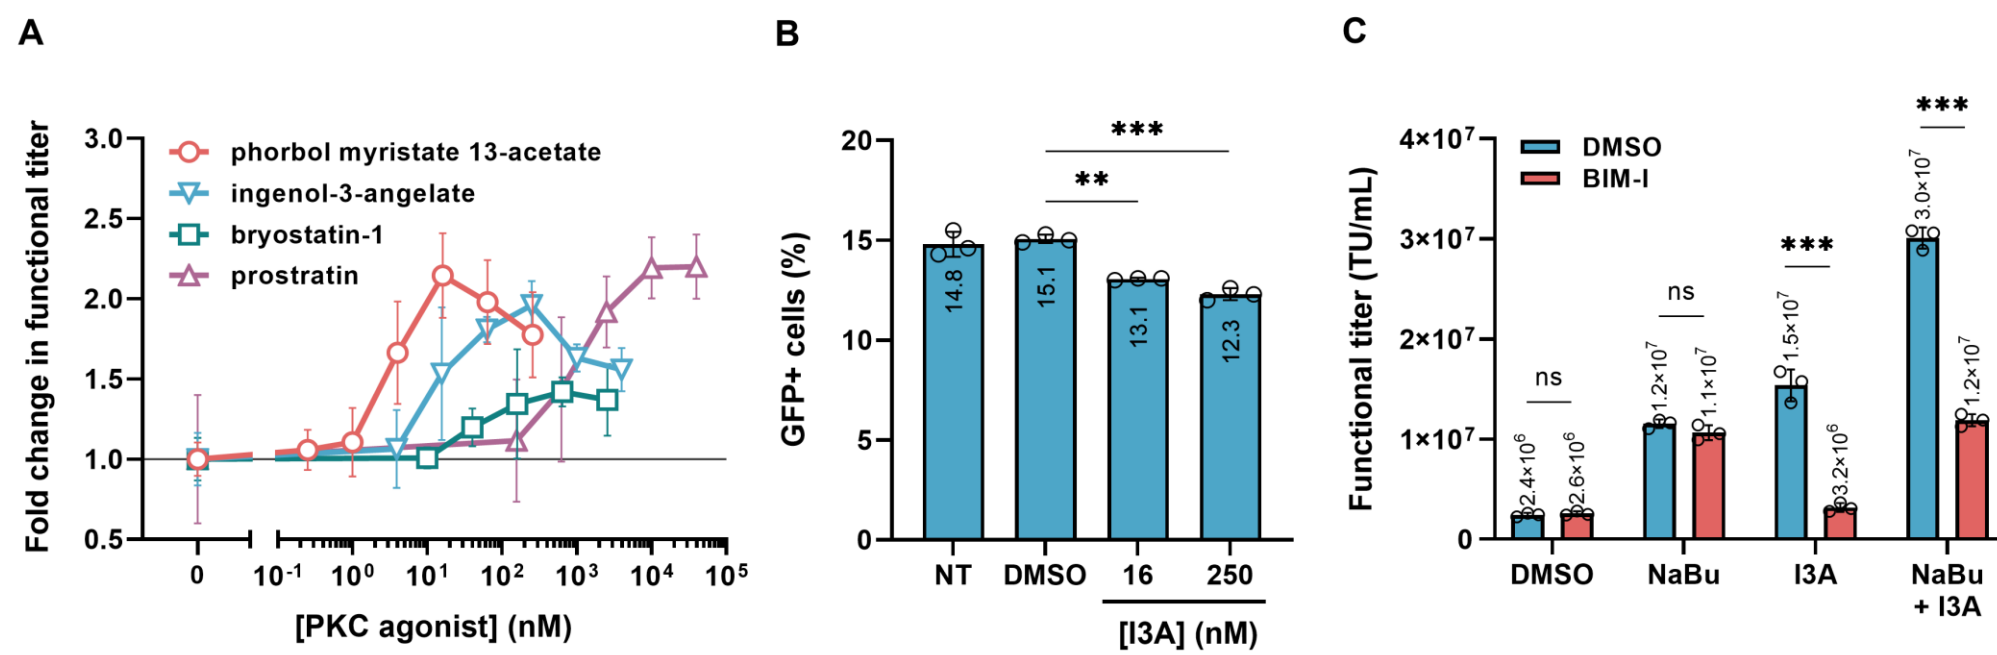 A
Fold change in functional titer
3.0
2.5
2.0
1.5
1.0
0.5
phorbol myristate 13-acetate
ingenol-3-angelate
bryostatin-1
prostratin
0
10⁻¹
10⁰
10¹
10²
10³
10⁴
10⁵
[PKC agonist] (nM)
B
GFP+ cells (%)
20
15
10
5
0
***
**
14.8
15.1
13.1
12.3
NT
DMSO
16
250
[I3A] (nM)
C
Functional titer (TU/mL)
4×10⁷
3×10⁷
2×10⁷
1×10⁷
0
DMSO
BIM-I
ns
ns
***
***
2.4×10⁶
2.6×10⁶
1.2×10⁷
1.1×10⁷
1.5×10⁷
3.2×10⁶
3.0×10⁷
1.2×10⁷
DMSO
NaBu
I3A
NaBu
+ I3A